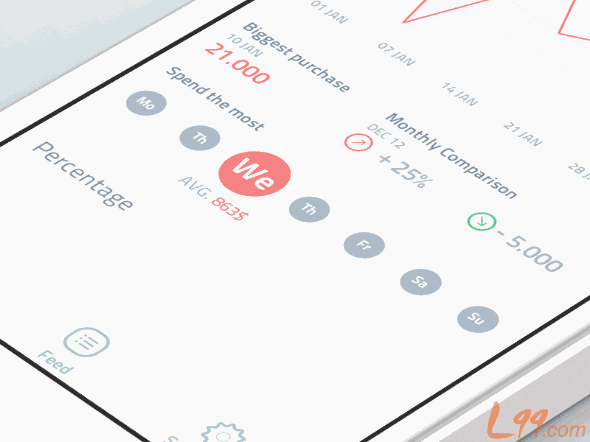 01 JAN
07 JAN
14 JAN
21 JAN
28 J
Biggest purchase
10 JAN
21.000
Monthly Comparison
DEC 12
+ 25%
- 5.000
Spend the most
Mo
Th
We
Th
Fr
Sa
Su
AVG. 863$
Percentage
Feed
S
L99.com